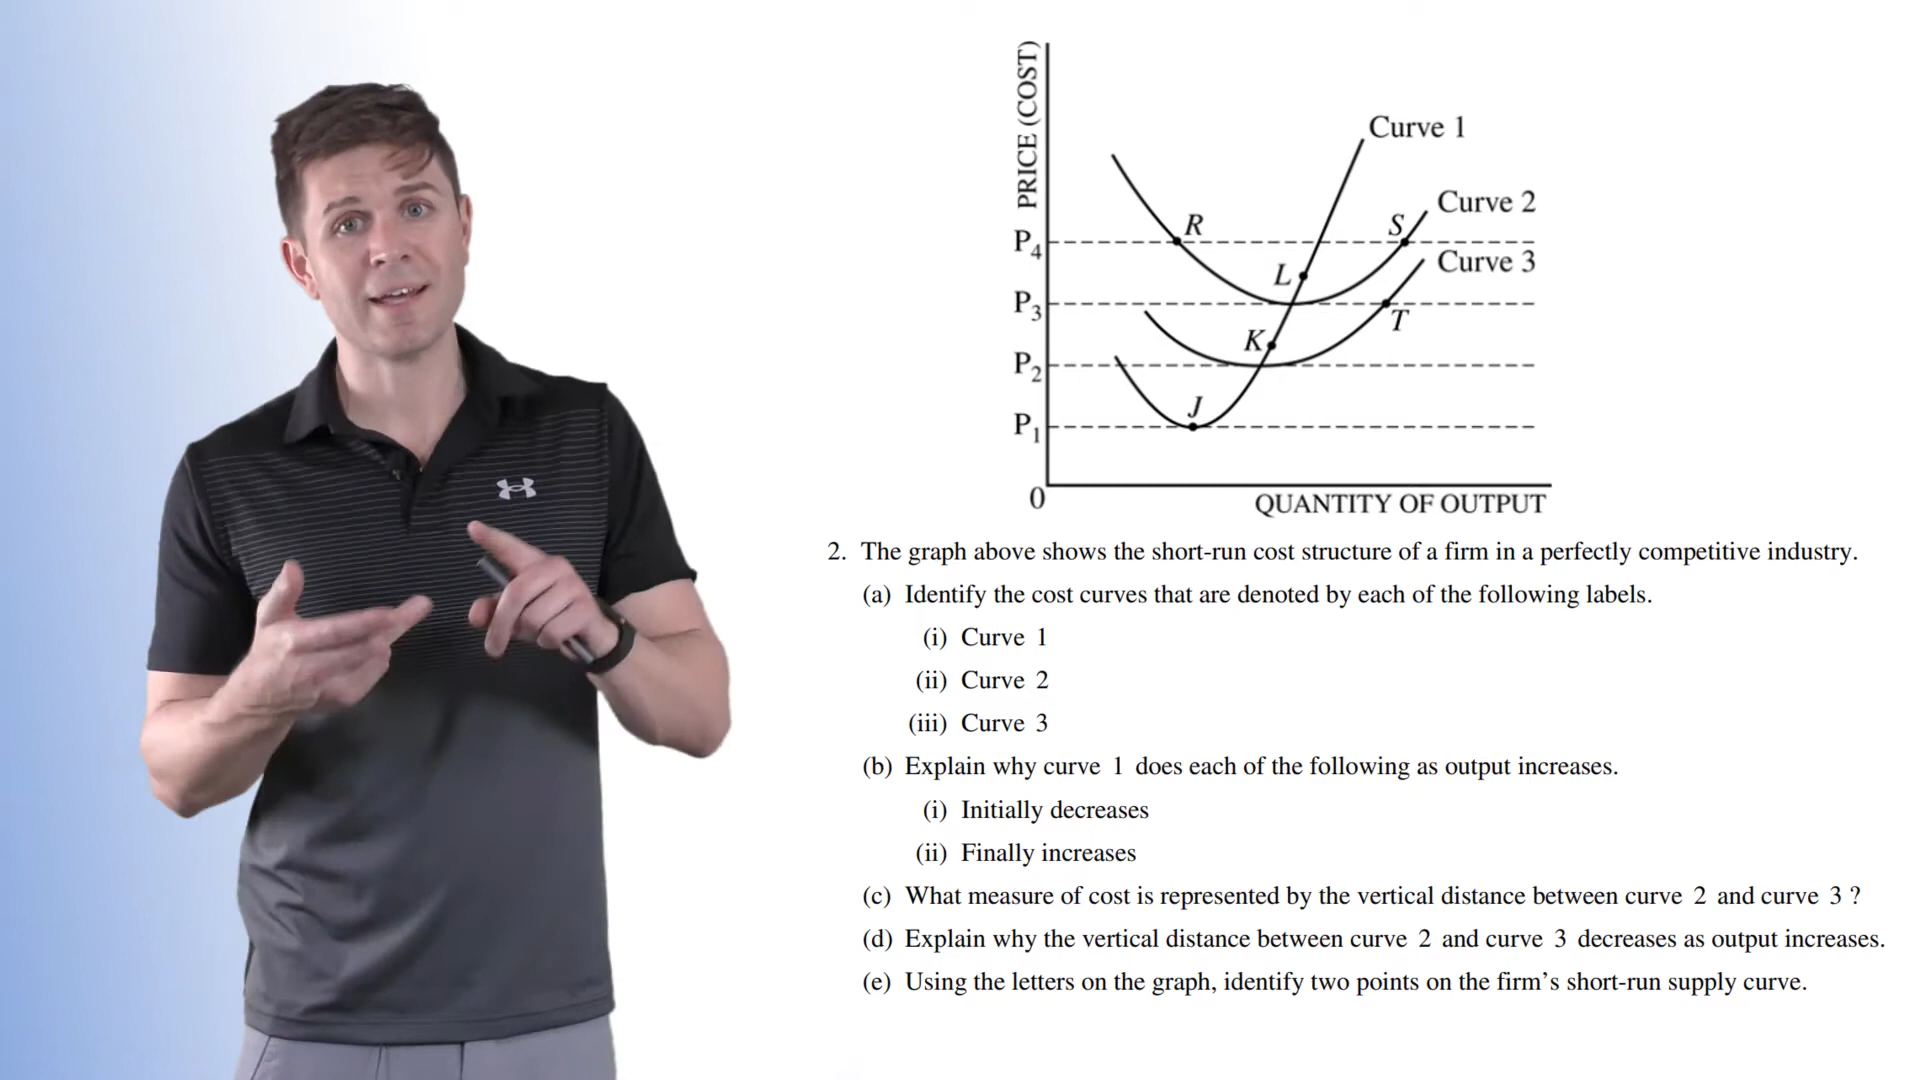 PRICE (COST)
Curve 1
Curve 2
R
S
P4
Curve 3
L
P3
T
K
P2
J
P1
0
QUANTITY OF OUTPUT
2. The graph above shows the short-run cost structure of a firm in a perfectly competitive industry.
(a) Identify the cost curves that are denoted by each of the following labels.
(i) Curve 1
(ii) Curve 2
(iii) Curve 3
(b) Explain why curve 1 does each of the following as output increases.
(i) Initially decreases
(ii) Finally increases
(c) What measure of cost is represented by the vertical distance between curve 2 and curve 3 ?
(d) Explain why the vertical distance between curve 2 and curve 3 decreases as output increases.
(e) Using the letters on the graph, identify two points on the firm's short-run supply curve.